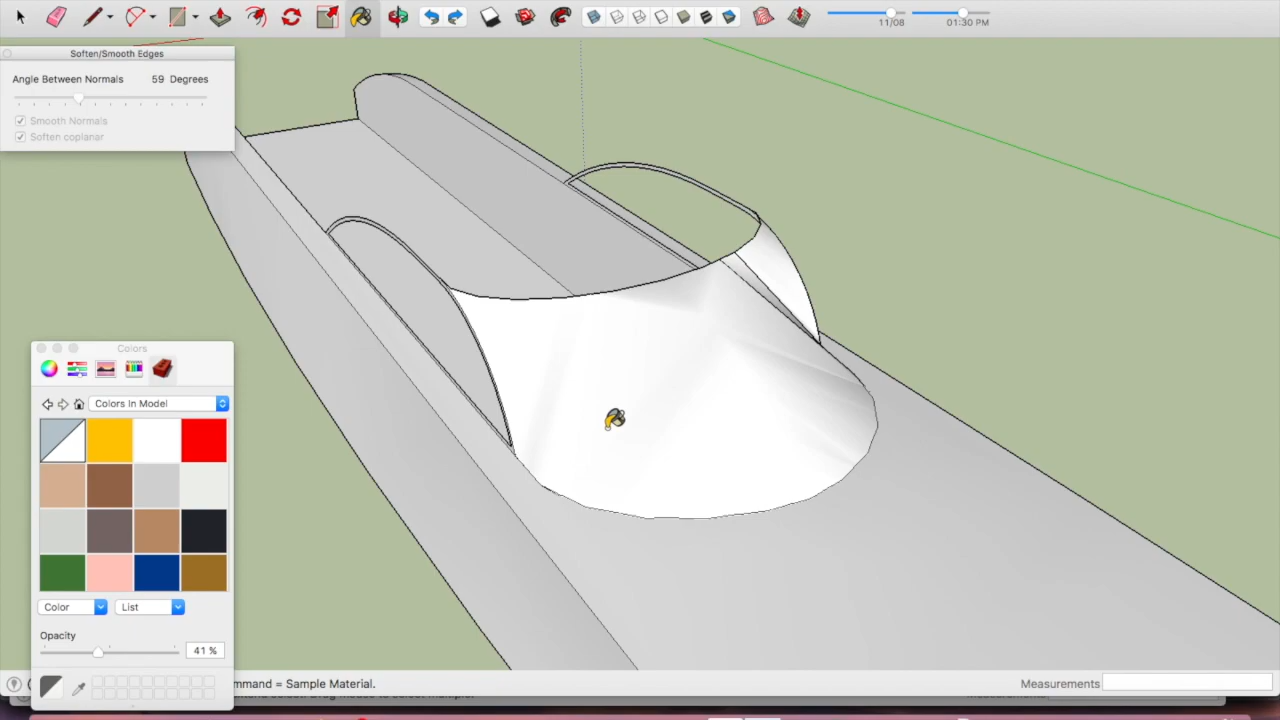 11/08
01:30 PM
Soften/Smooth Edges
Angle Between Normals 59 Degrees
Smooth Normals
Soften coplanar
Colors
Colors In Model
Color
List
Opacity
41 %
mmand = Sample Material.
Measurements